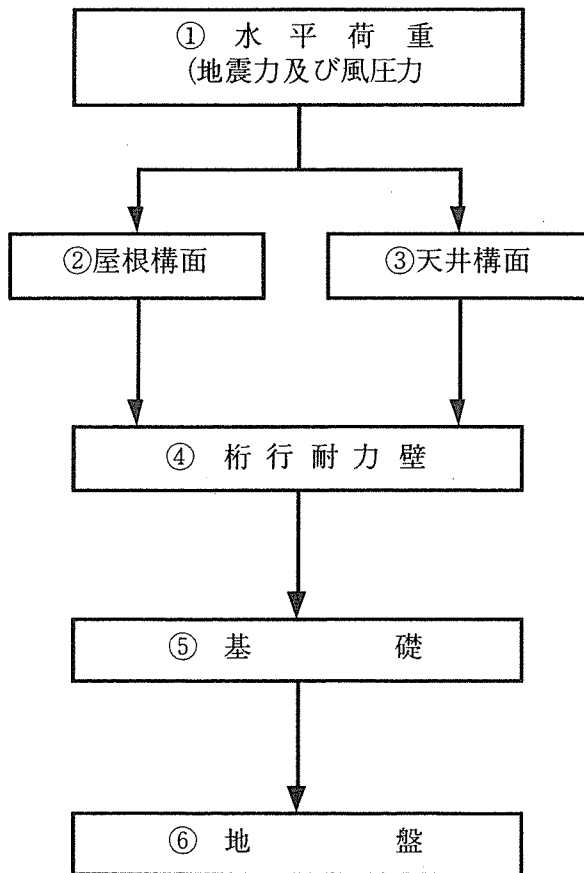 ① 水平荷重
(地震力及び風圧力
②屋根構面
③天井構面
④ 桁行耐力壁
⑤ 基礎
⑥ 地盤